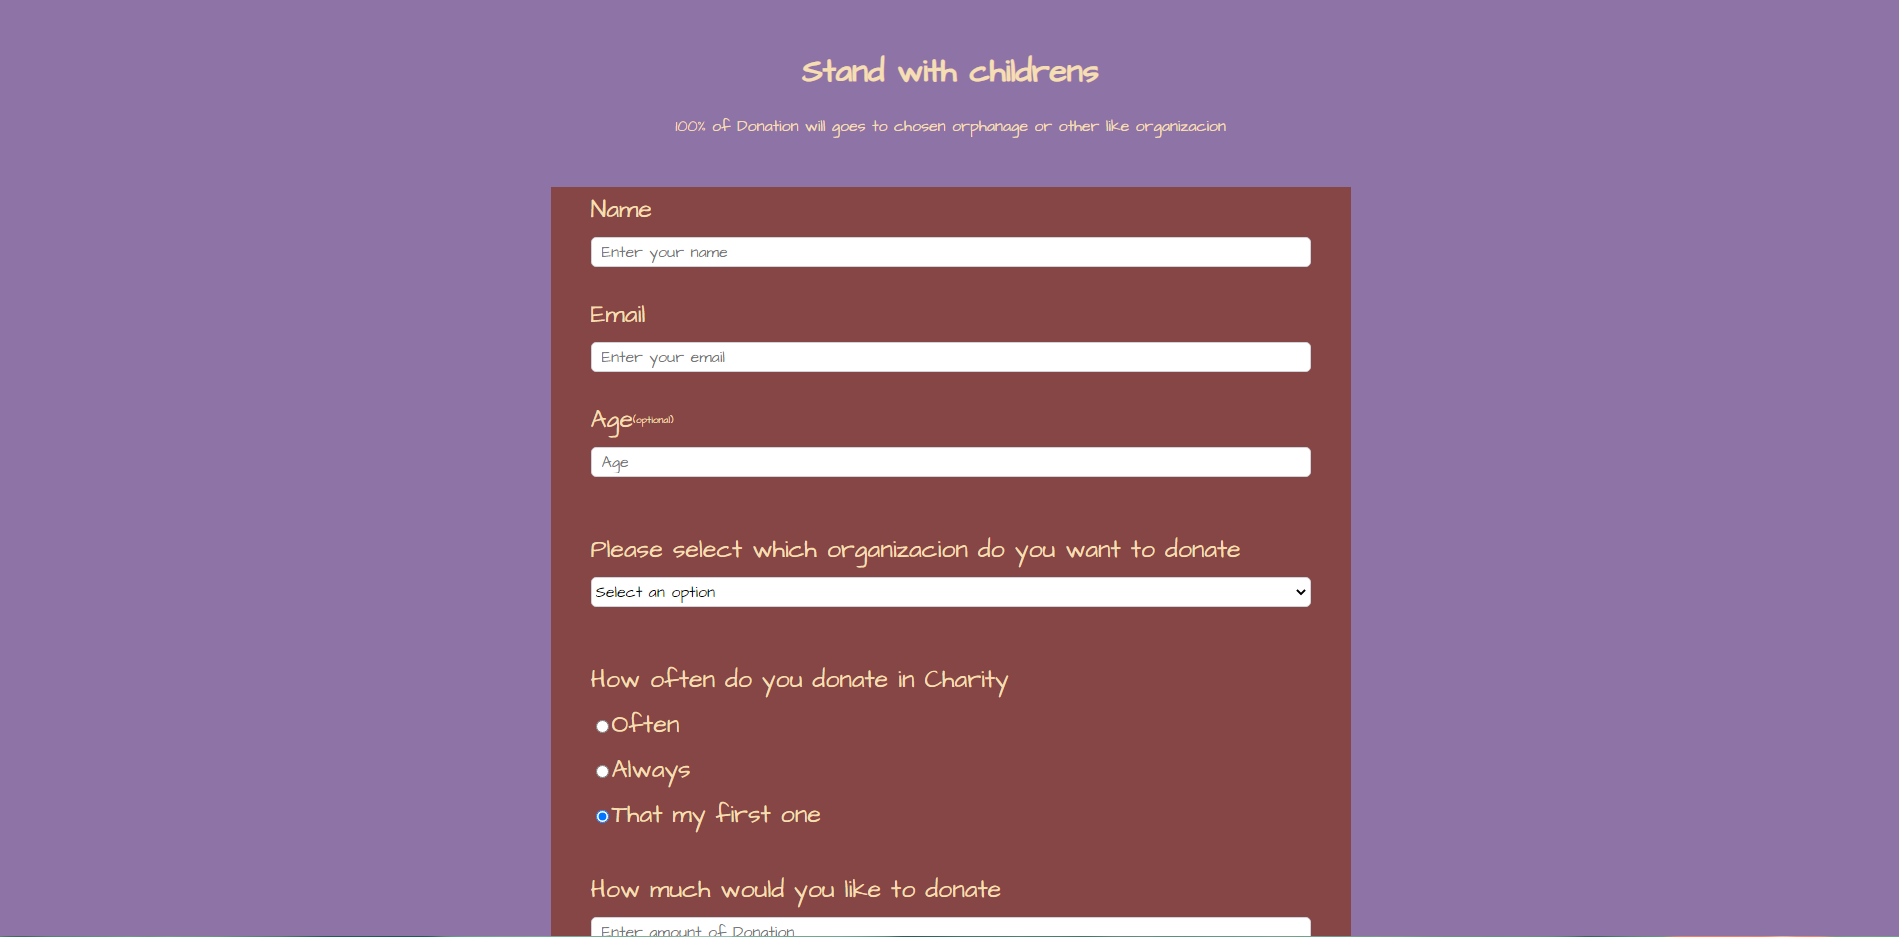 Stand with childrens
100% of Donation will goes to chosen orphanage or other like organizacion
Name
Enter your name
Email
Enter your email
Age(optional)
Age
Please select which organizacion do you want to donate
Select an option
How often do you donate in Charity
Often
Always
That my first one
How much would you like to donate
Enter amount of Donation